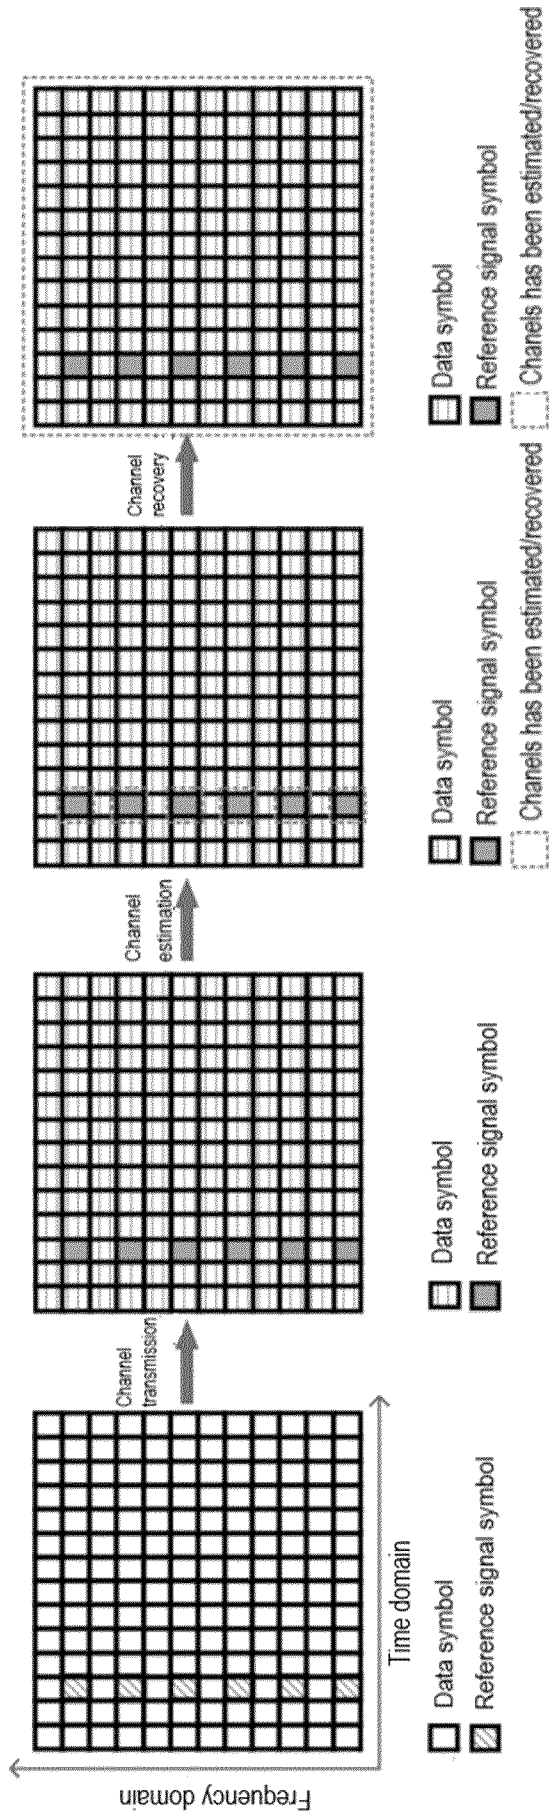 Frequency domain
Time domain
Data symbol
Reference signal symbol
Channel
transmission
Data symbol
Reference signal symbol
Channel
estimation
Data symbol
Reference signal symbol
Chanels has been estimated/recovered
Channel
recovery
Data symbol
Reference signal symbol
Chanels has been estimated/recovered